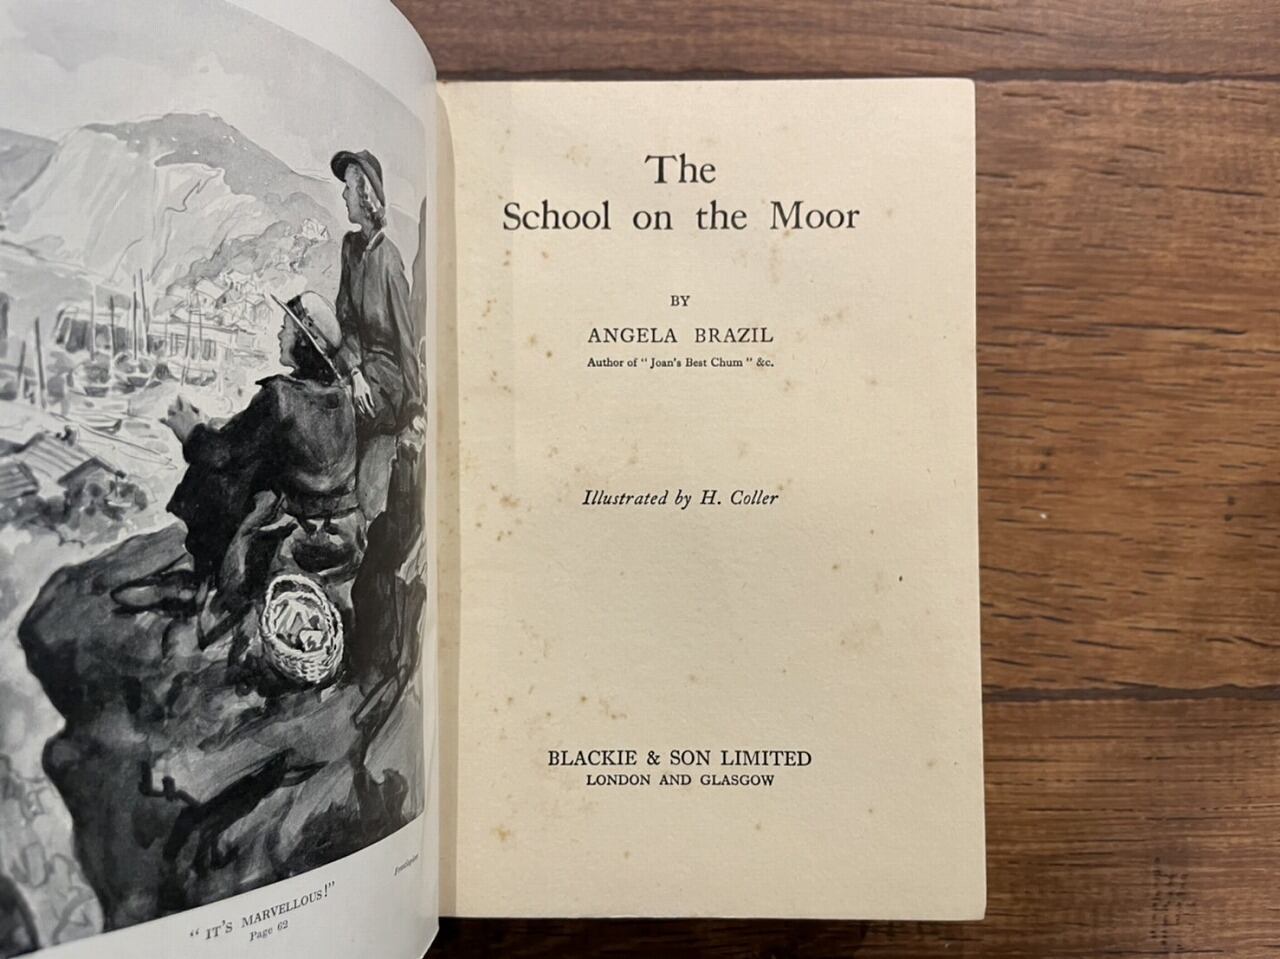 "IT'S MARVELLOUS!"
Page 62
Frontispiece
The
School on the Moor
BY
ANGELA BRAZIL
Author of "Joan's Best Chum" &c.
Illustrated by H. Coller
BLACKIE & SON LIMITED
LONDON AND GLASGOW